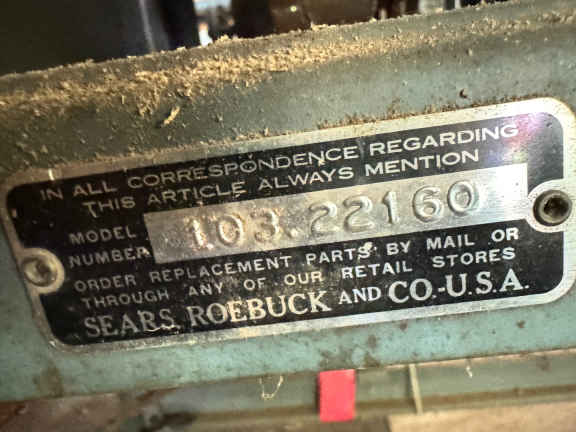 IN ALL CORRESPONDENCE REGARDING
THIS ARTICLE ALWAYS MENTION
MODEL
NUMBER
103.22160
ORDER REPLACEMENT PARTS BY MAIL OR
THROUGH ANY OF OUR RETAIL STORES
SEARS, ROEBUCK AND CO.-U.S.A.